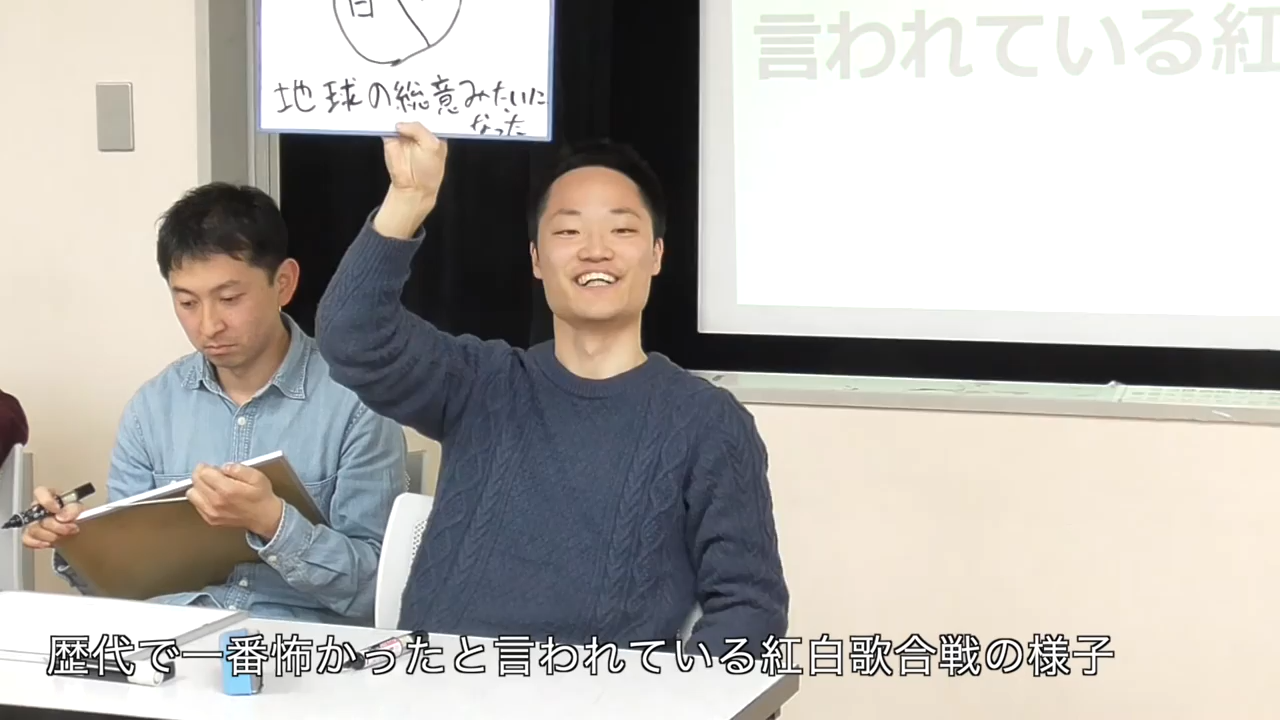 白
地球の総意みたいに
なった
言われている紅
歴代で一番怖かったと言われている紅白歌合戦の様子